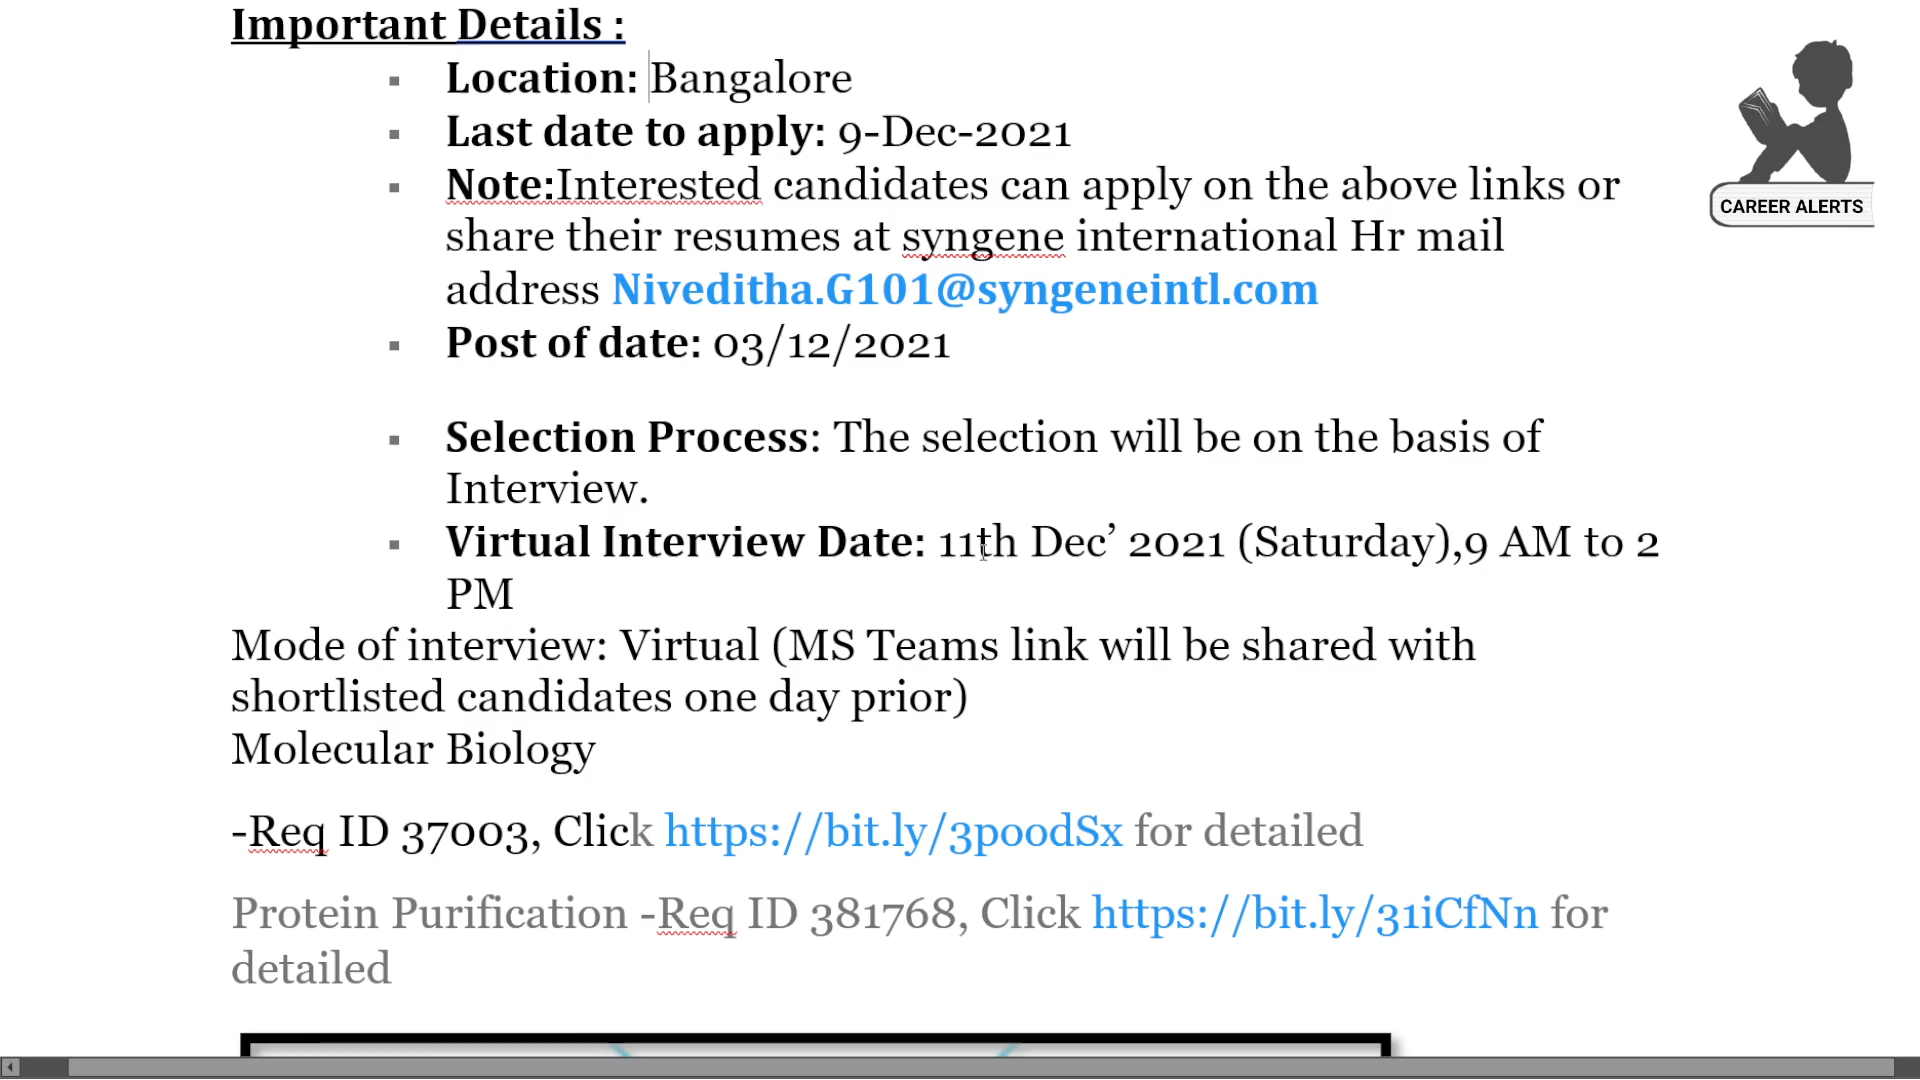 Important Details :
▪ Location: Bangalore
▪ Last date to apply: 9-Dec-2021
▪ Note:Interested candidates can apply on the above links or
share their resumes at syngene international Hr mail
address Niveditha.G101@syngeneintl.com
▪ Post of date: 03/12/2021
▪ Selection Process: The selection will be on the basis of
Interview.
▪ Virtual Interview Date: 11th Dec’ 2021 (Saturday),9 AM to 2
PM
Mode of interview: Virtual (MS Teams link will be shared with
shortlisted candidates one day prior)
Molecular Biology
-Req ID 37003, Click https://bit.ly/3poodSx for detailed
Protein Purification -Req ID 381768, Click https://bit.ly/31iCfNn for
detailed
CAREER ALERTS